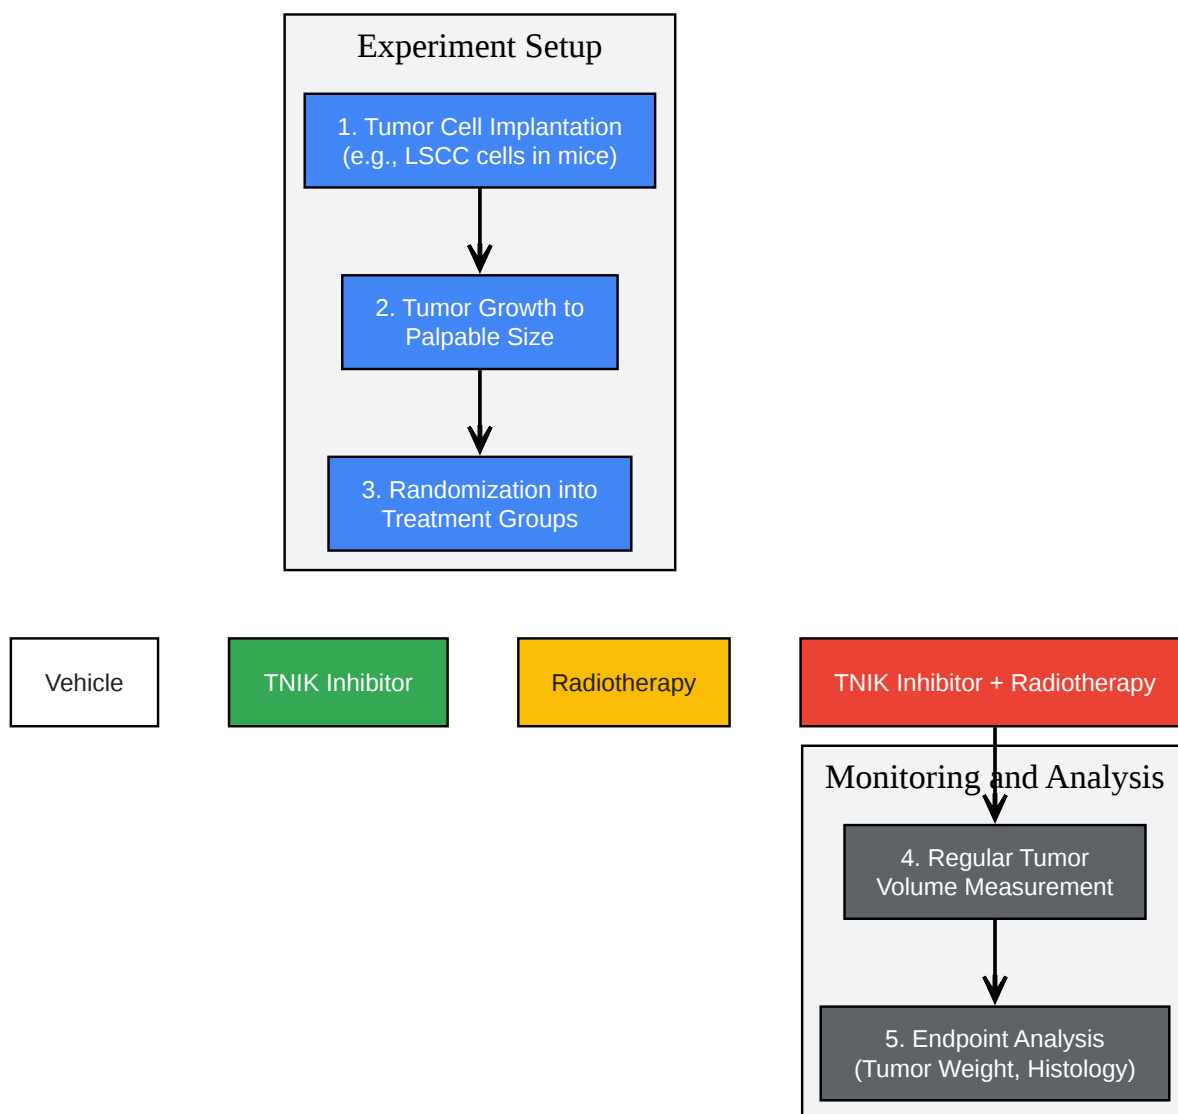 Experiment Setup
1. Tumor Cell Implantation
(e.g., LSCC cells in mice)
2. Tumor Growth to
Palpable Size
3. Randomization into
Treatment Groups
Vehicle
TNIK Inhibitor
Radiotherapy
TNIK Inhibitor + Radiotherapy
Monitoring and Analysis
4. Regular Tumor
Volume Measurement
5. Endpoint Analysis
(Tumor Weight, Histology)